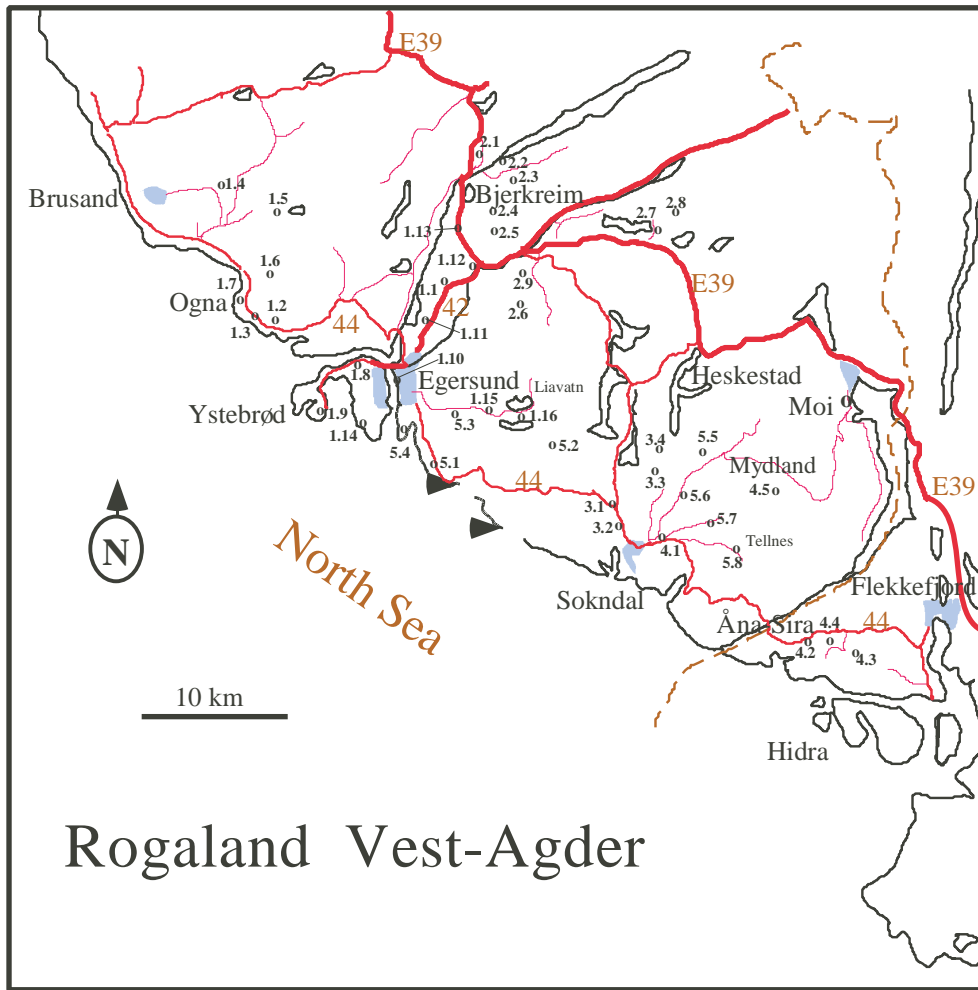 E39
2.1
2.2
2.3
Bjerkreim
1.4
Brusand
1.5
2.4
2.7
2.8
1.13
2.5
1.6
1.12
1.7
1.1
2.9
E39
Ogna
1.2
42
2.6
1.3
44
1.11
1.10
1.8
Egersund
Heskestad
Liavatn
Moi
Ystebrød
1.9
1.15
1.16
1.14
5.3
3.4
5.5
5.4
5.2
5.1
Mydland
3.3
44
4.5
E39
5.6
3.1
5.7
3.2
N
4.1
Tellnes
5.8
North Sea
Flekkefjord
Sokndal
Åna-Sira
4.4
44
4.2
4.3
10 km
Hidra
Rogaland Vest-Agder